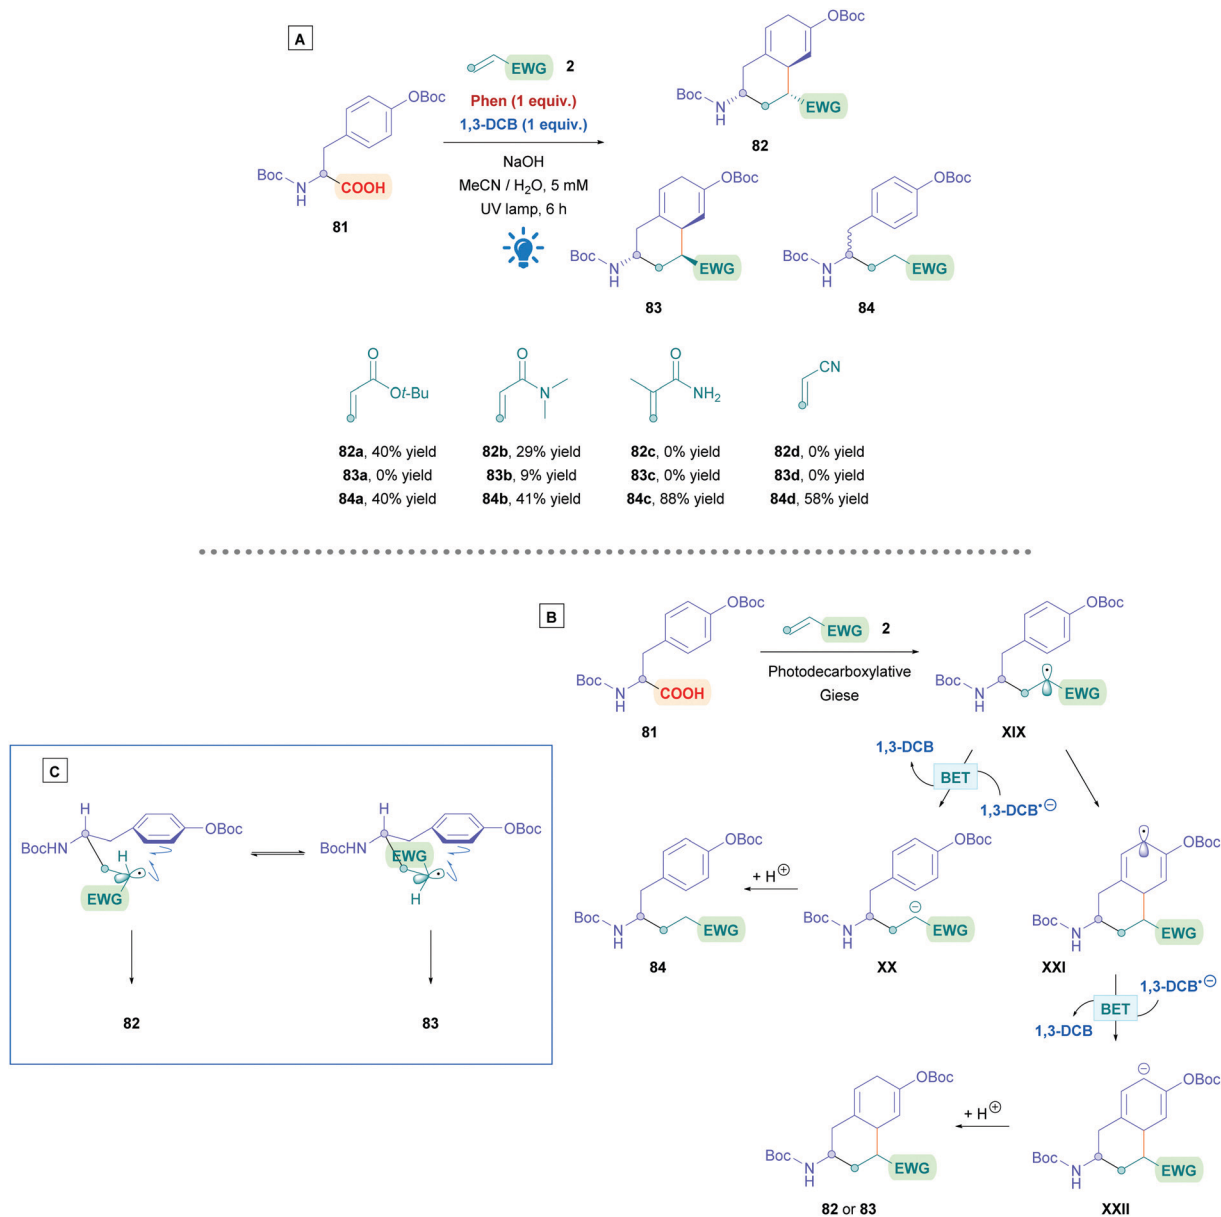 A
EWG 2
Phen (1 equiv.)
1,3-DCB (1 equiv.)
NaOH
MeCN / H₂O, 5 mM
UV lamp, 6 h
OBoc
Boc
N
H
COOH
81
OBoc
Boc
N
H
EWG
82
OBoc
Boc
N
H
EWG
83
OBoc
Boc
N
H
EWG
84
O
Ot-Bu
O
N
O
NH₂
CN
82a, 40% yield
83a, 0% yield
84a, 40% yield
82b, 29% yield
83b, 9% yield
84b, 41% yield
82c, 0% yield
83c, 0% yield
84c, 88% yield
82d, 0% yield
83d, 0% yield
84d, 58% yield
B
OBoc
Boc
N
H
COOH
81
EWG 2
Photodecarboxylative
Giese
OBoc
Boc
N
H
EWG
XIX
1,3-DCB
BET
1,3-DCB•⊖
OBoc
Boc
N
H
EWG
84
+ H⊕
OBoc
Boc
N
H
⊖
EWG
XX
OBoc
Boc
N
H
EWG
XXI
1,3-DCB•⊖
BET
1,3-DCB
OBoc
Boc
N
H
EWG
82 or 83
+ H⊕
⊖
OBoc
Boc
N
H
EWG
XXII
C
H
BocHN
OBoc
H
EWG
82
H
BocHN
OBoc
EWG
H
83